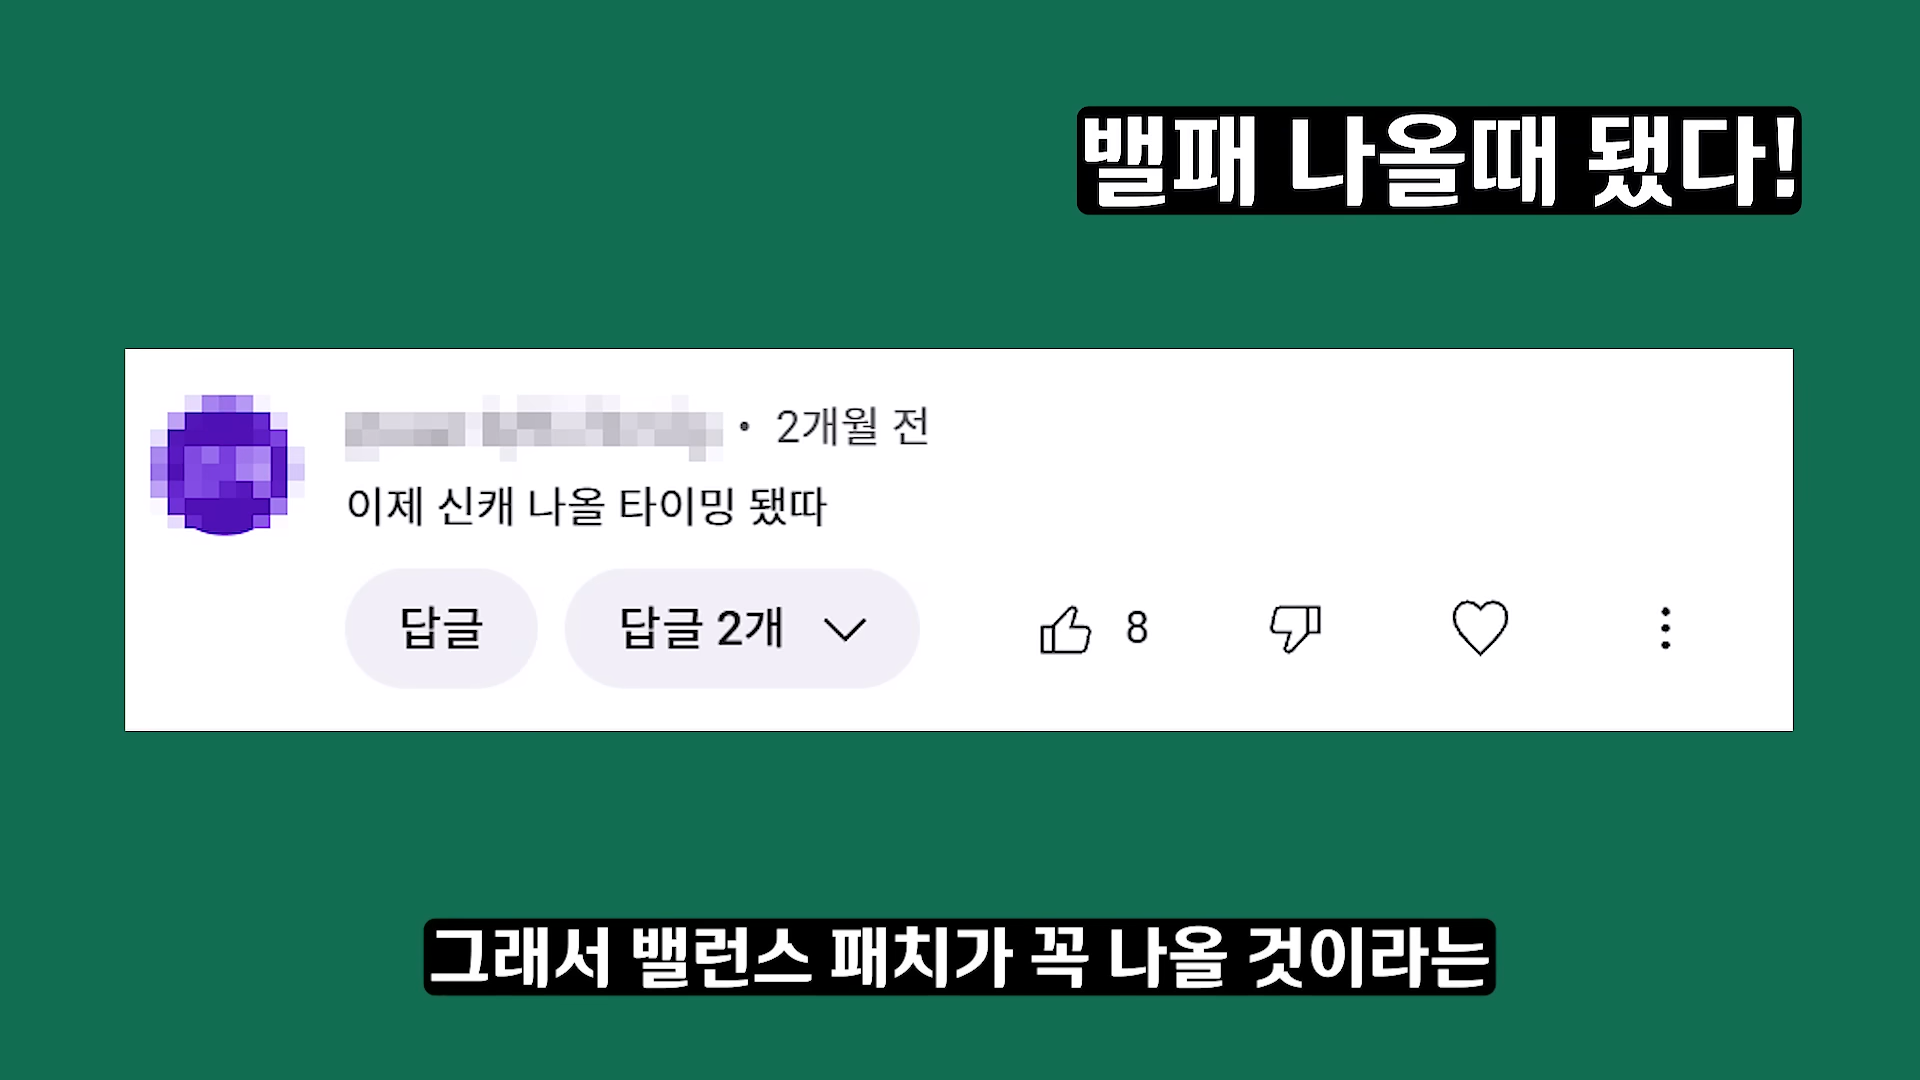 밸패 나올때 됐다!
• 2개월 전
이제 신캐 나올 타이밍 됐따
답글
답글 2개
8
그래서 밸런스 패치가 꼭 나올 것이라는